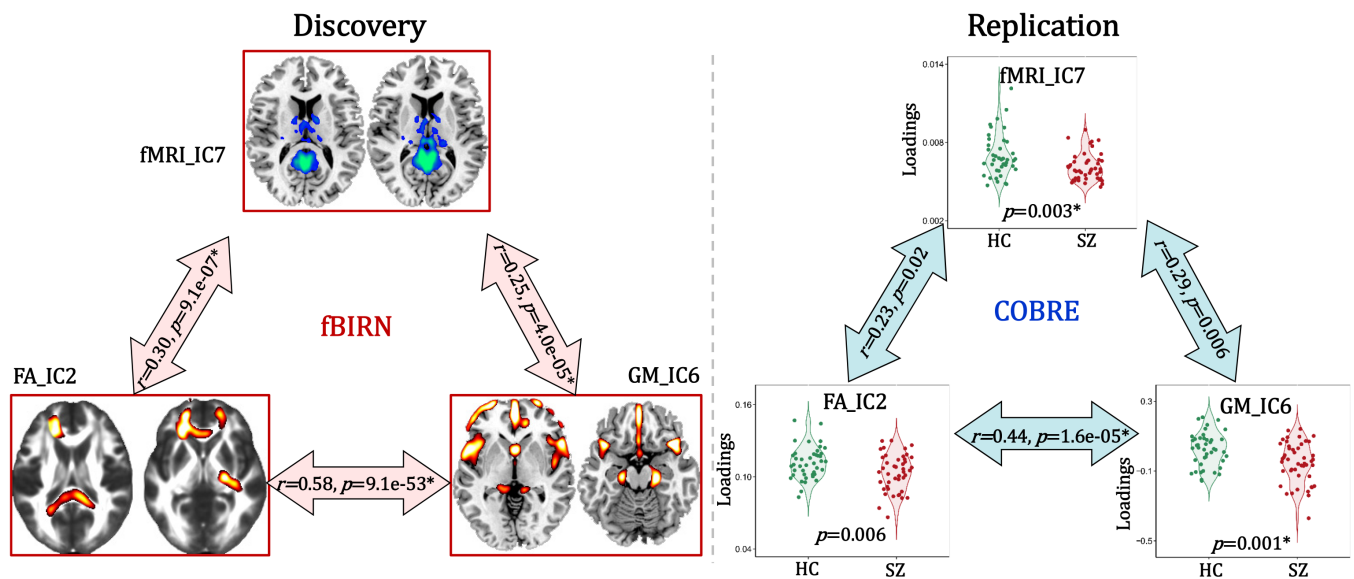 Discovery
fMRI_IC7
r=0.30, p=9.1e-07*
r=0.25, p=4.0e-05*
fBIRN
FA_IC2
GM_IC6
r=0.58, p=9.1e-53*
Replication
fMRI_IC7
0.014
0.008
0.002
Loadings
p=0.003*
HC
SZ
r=0.23, p=0.02
r=0.29, p=0.006
COBRE
FA_IC2
0.16
0.10
0.04
Loadings
p=0.006
HC
SZ
r=0.44, p=1.6e-05*
GM_IC6
0.3
-0.1
-0.5
Loadings
p=0.001*
HC
SZ